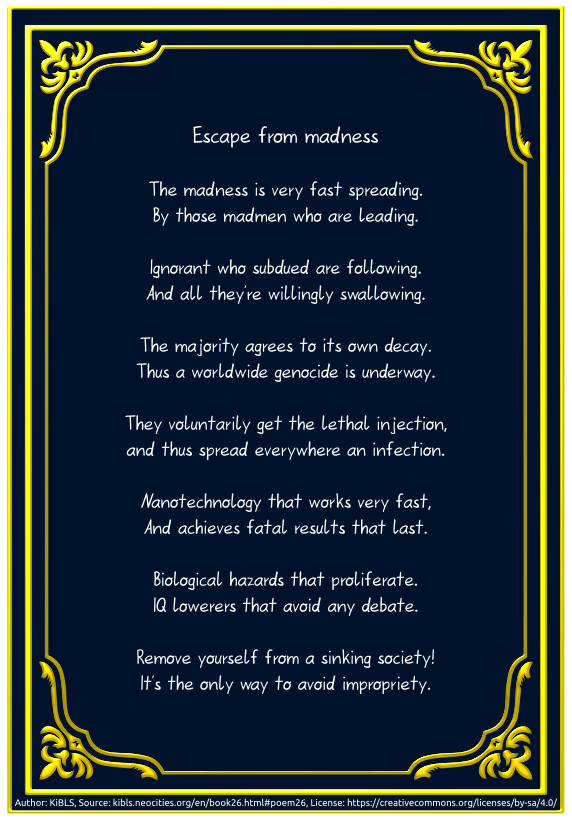 Escape from madness
The madness is very fast spreading.
By those madmen who are leading.
Ignorant who subdued are following.
And all they're willingly swallowing.
The majority agrees to its own decay.
Thus a worldwide genocide is underway.
They voluntarily get the lethal injection,
and thus spread everywhere an infection.
Nanotechnology that works very fast,
And achieves fatal results that last.
Biological hazards that proliferate.
IQ lowerers that avoid any debate.
Remove yourself from a sinking society!
It's the only way to avoid impropriety.
Author: KiBLS, Source: kibls.neocities.org/en/book26.html#poem26, License: https://creativecommons.org/licenses/by-sa/4.0/